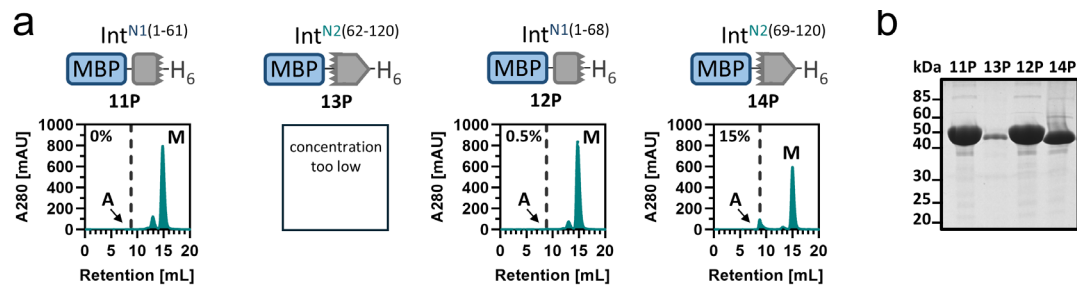 a
Int^N1(1-61)
MBP
H₆
11P
A280 [mAU]
1000
800
600
400
200
0
0%
A
M
0 5 10 15 20
Retention [mL]
Int^N2(62-120)
MBP
H₆
13P
concentration
too low
Int^N1(1-68)
MBP
H₆
12P
A280 [mAU]
1000
800
600
400
200
0
0.5%
A
M
0 5 10 15 20
Retention [mL]
Int^N2(69-120)
MBP
H₆
14P
A280 [mAU]
1000
800
600
400
200
0
15%
A
M
0 5 10 15 20
Retention [mL]
b
kDa 11P 13P 12P 14P
85
60
50
40
30
25
20